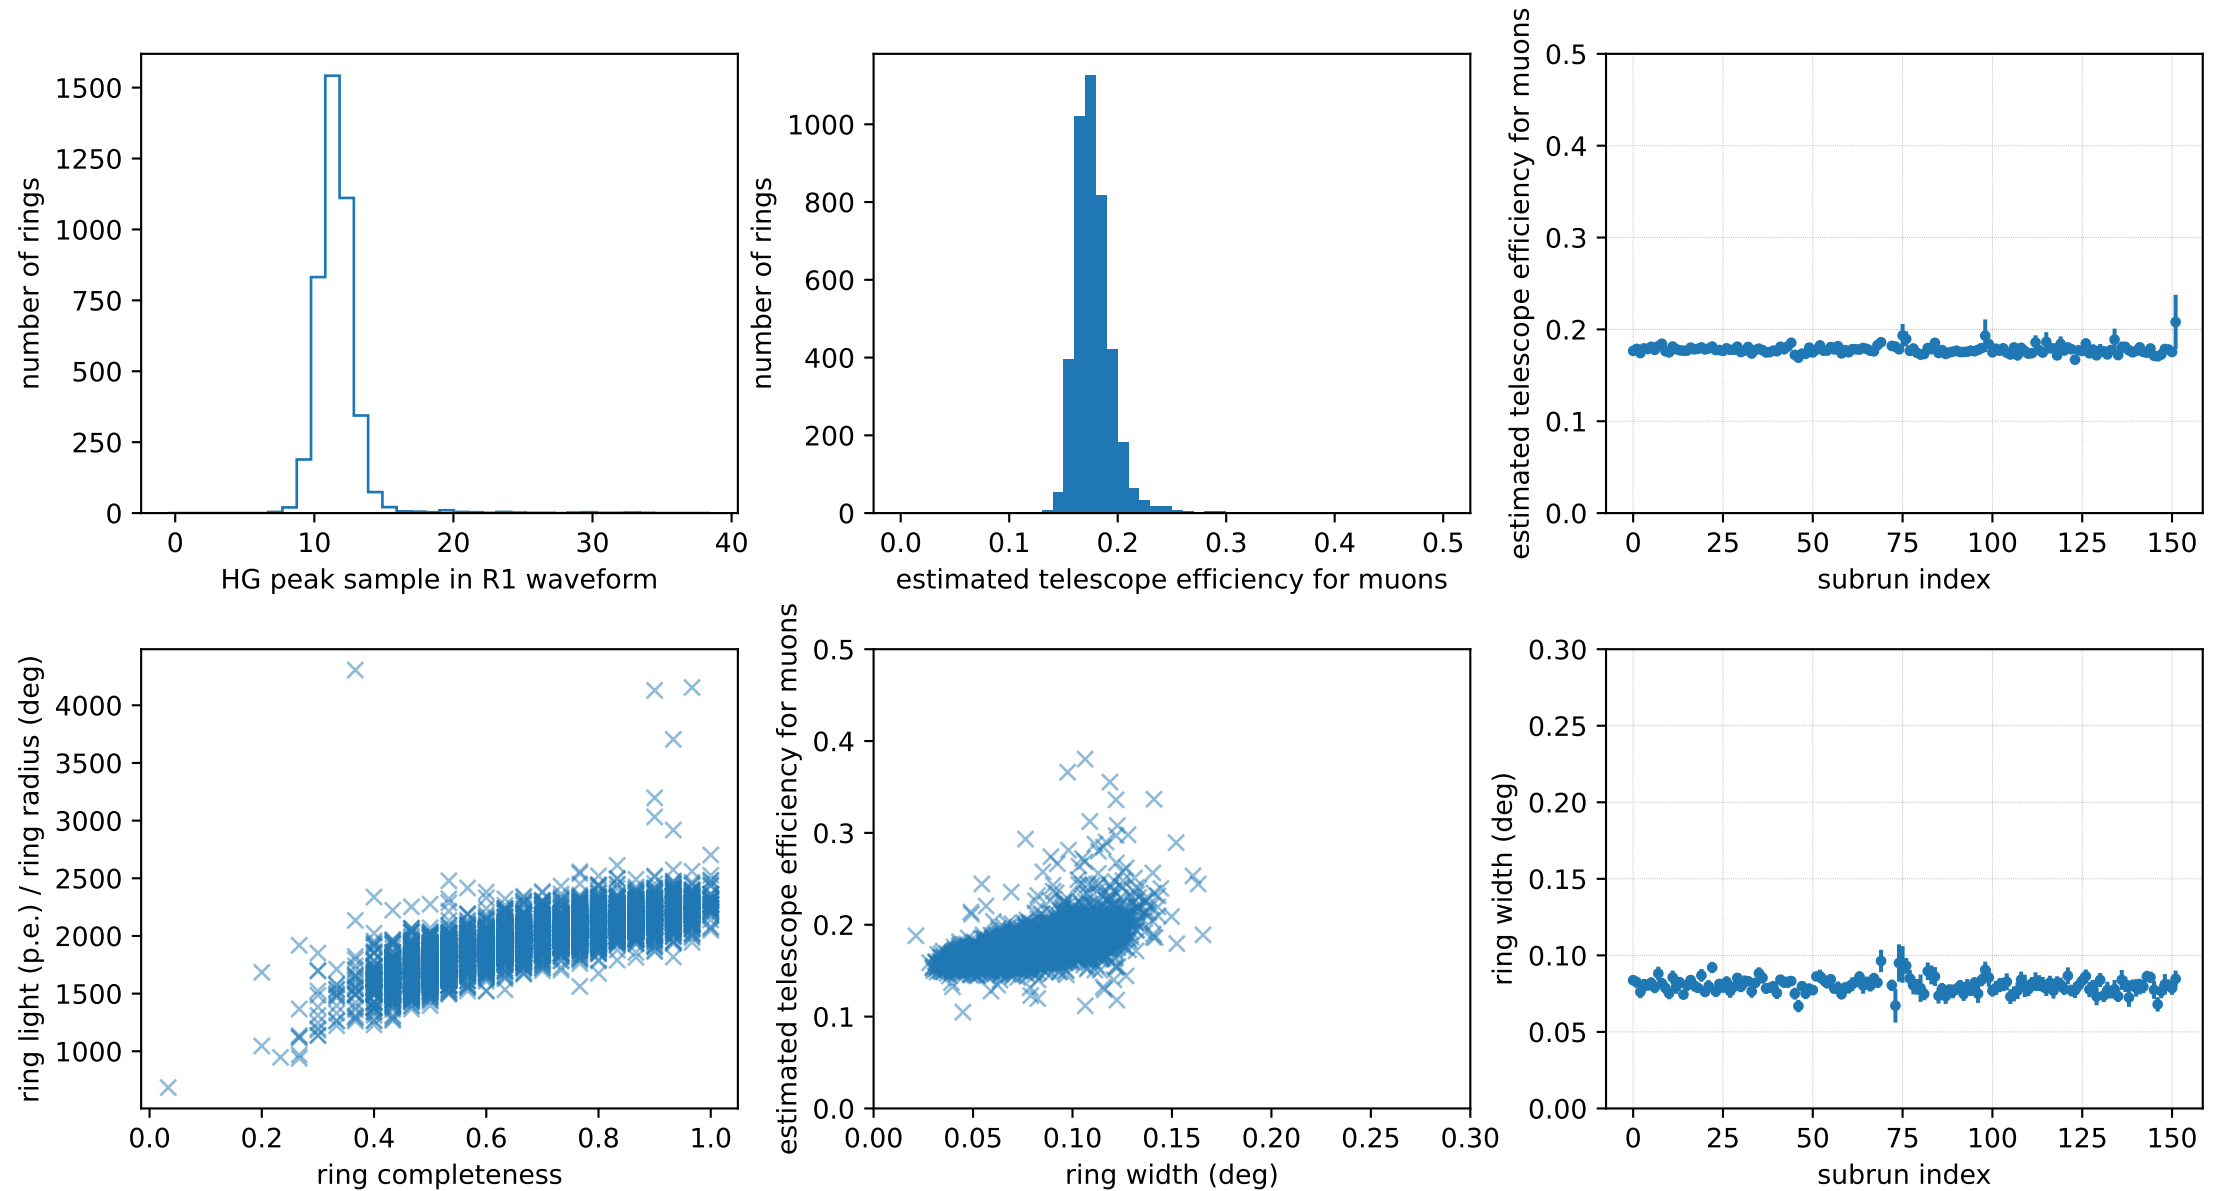 number of rings
1500
1250
1000
750
500
250
0
0 10 20 30 40
HG peak sample in R1 waveform
number of rings
1000
800
600
400
200
0
0.0 0.1 0.2 0.3 0.4 0.5
estimated telescope efficiency for muons
estimated telescope efficiency for muons
0.5
0.4
0.3
0.2
0.1
0.0
0 25 50 75 100 125 150
subrun index
ring light (p.e.) / ring radius (deg)
4000
3500
3000
2500
2000
1500
1000
0.0 0.2 0.4 0.6 0.8 1.0
ring completeness
estimated telescope efficiency for muons
0.5
0.4
0.3
0.2
0.1
0.0
0.00 0.05 0.10 0.15 0.20 0.25 0.30
ring width (deg)
ring width (deg)
0.30
0.25
0.20
0.15
0.10
0.05
0.00
0 25 50 75 100 125 150
subrun index